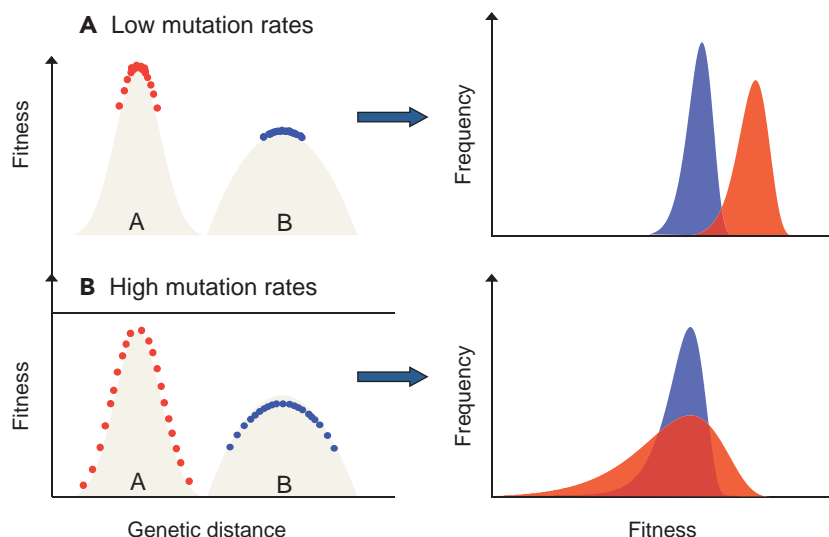 A Low mutation rates
Fitness
A
B
Frequency
B High mutation rates
Fitness
A
B
Genetic distance
Frequency
Fitness